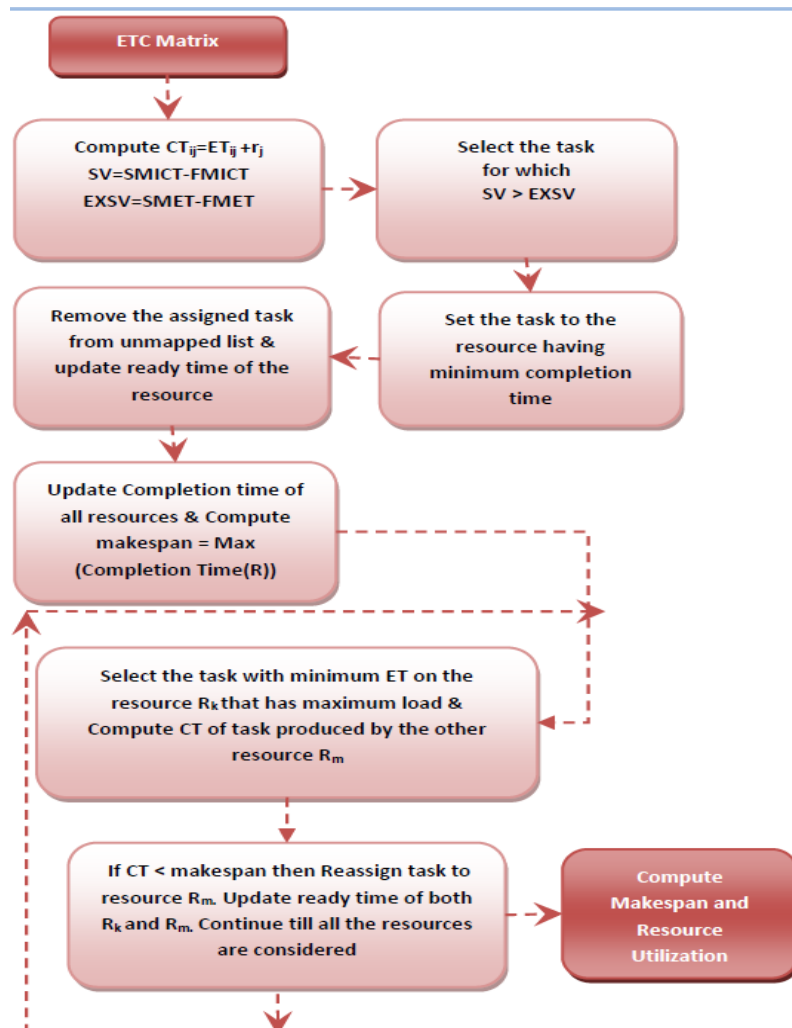 ETC Matrix
Compute CTij=ETij+rj
SV=SMICT-FMICT
EXSV=SMET-FMET
Select the task
for which
SV > EXSV
Set the task to the
resource having
minimum completion
time
Remove the assigned task
from unmapped list &
update ready time of the
resource
Update Completion time of
all resources & Compute
makespan = Max
(Completion Time(R))
Select the task with minimum ET on the
resource Rk that has maximum load &
Compute CT of task produced by the other
resource Rm
If CT < makespan then Reassign task to
resource Rm. Update ready time of both
Rk and Rm. Continue till all the resources
are considered
Compute
Makespan and
Resource
Utilization